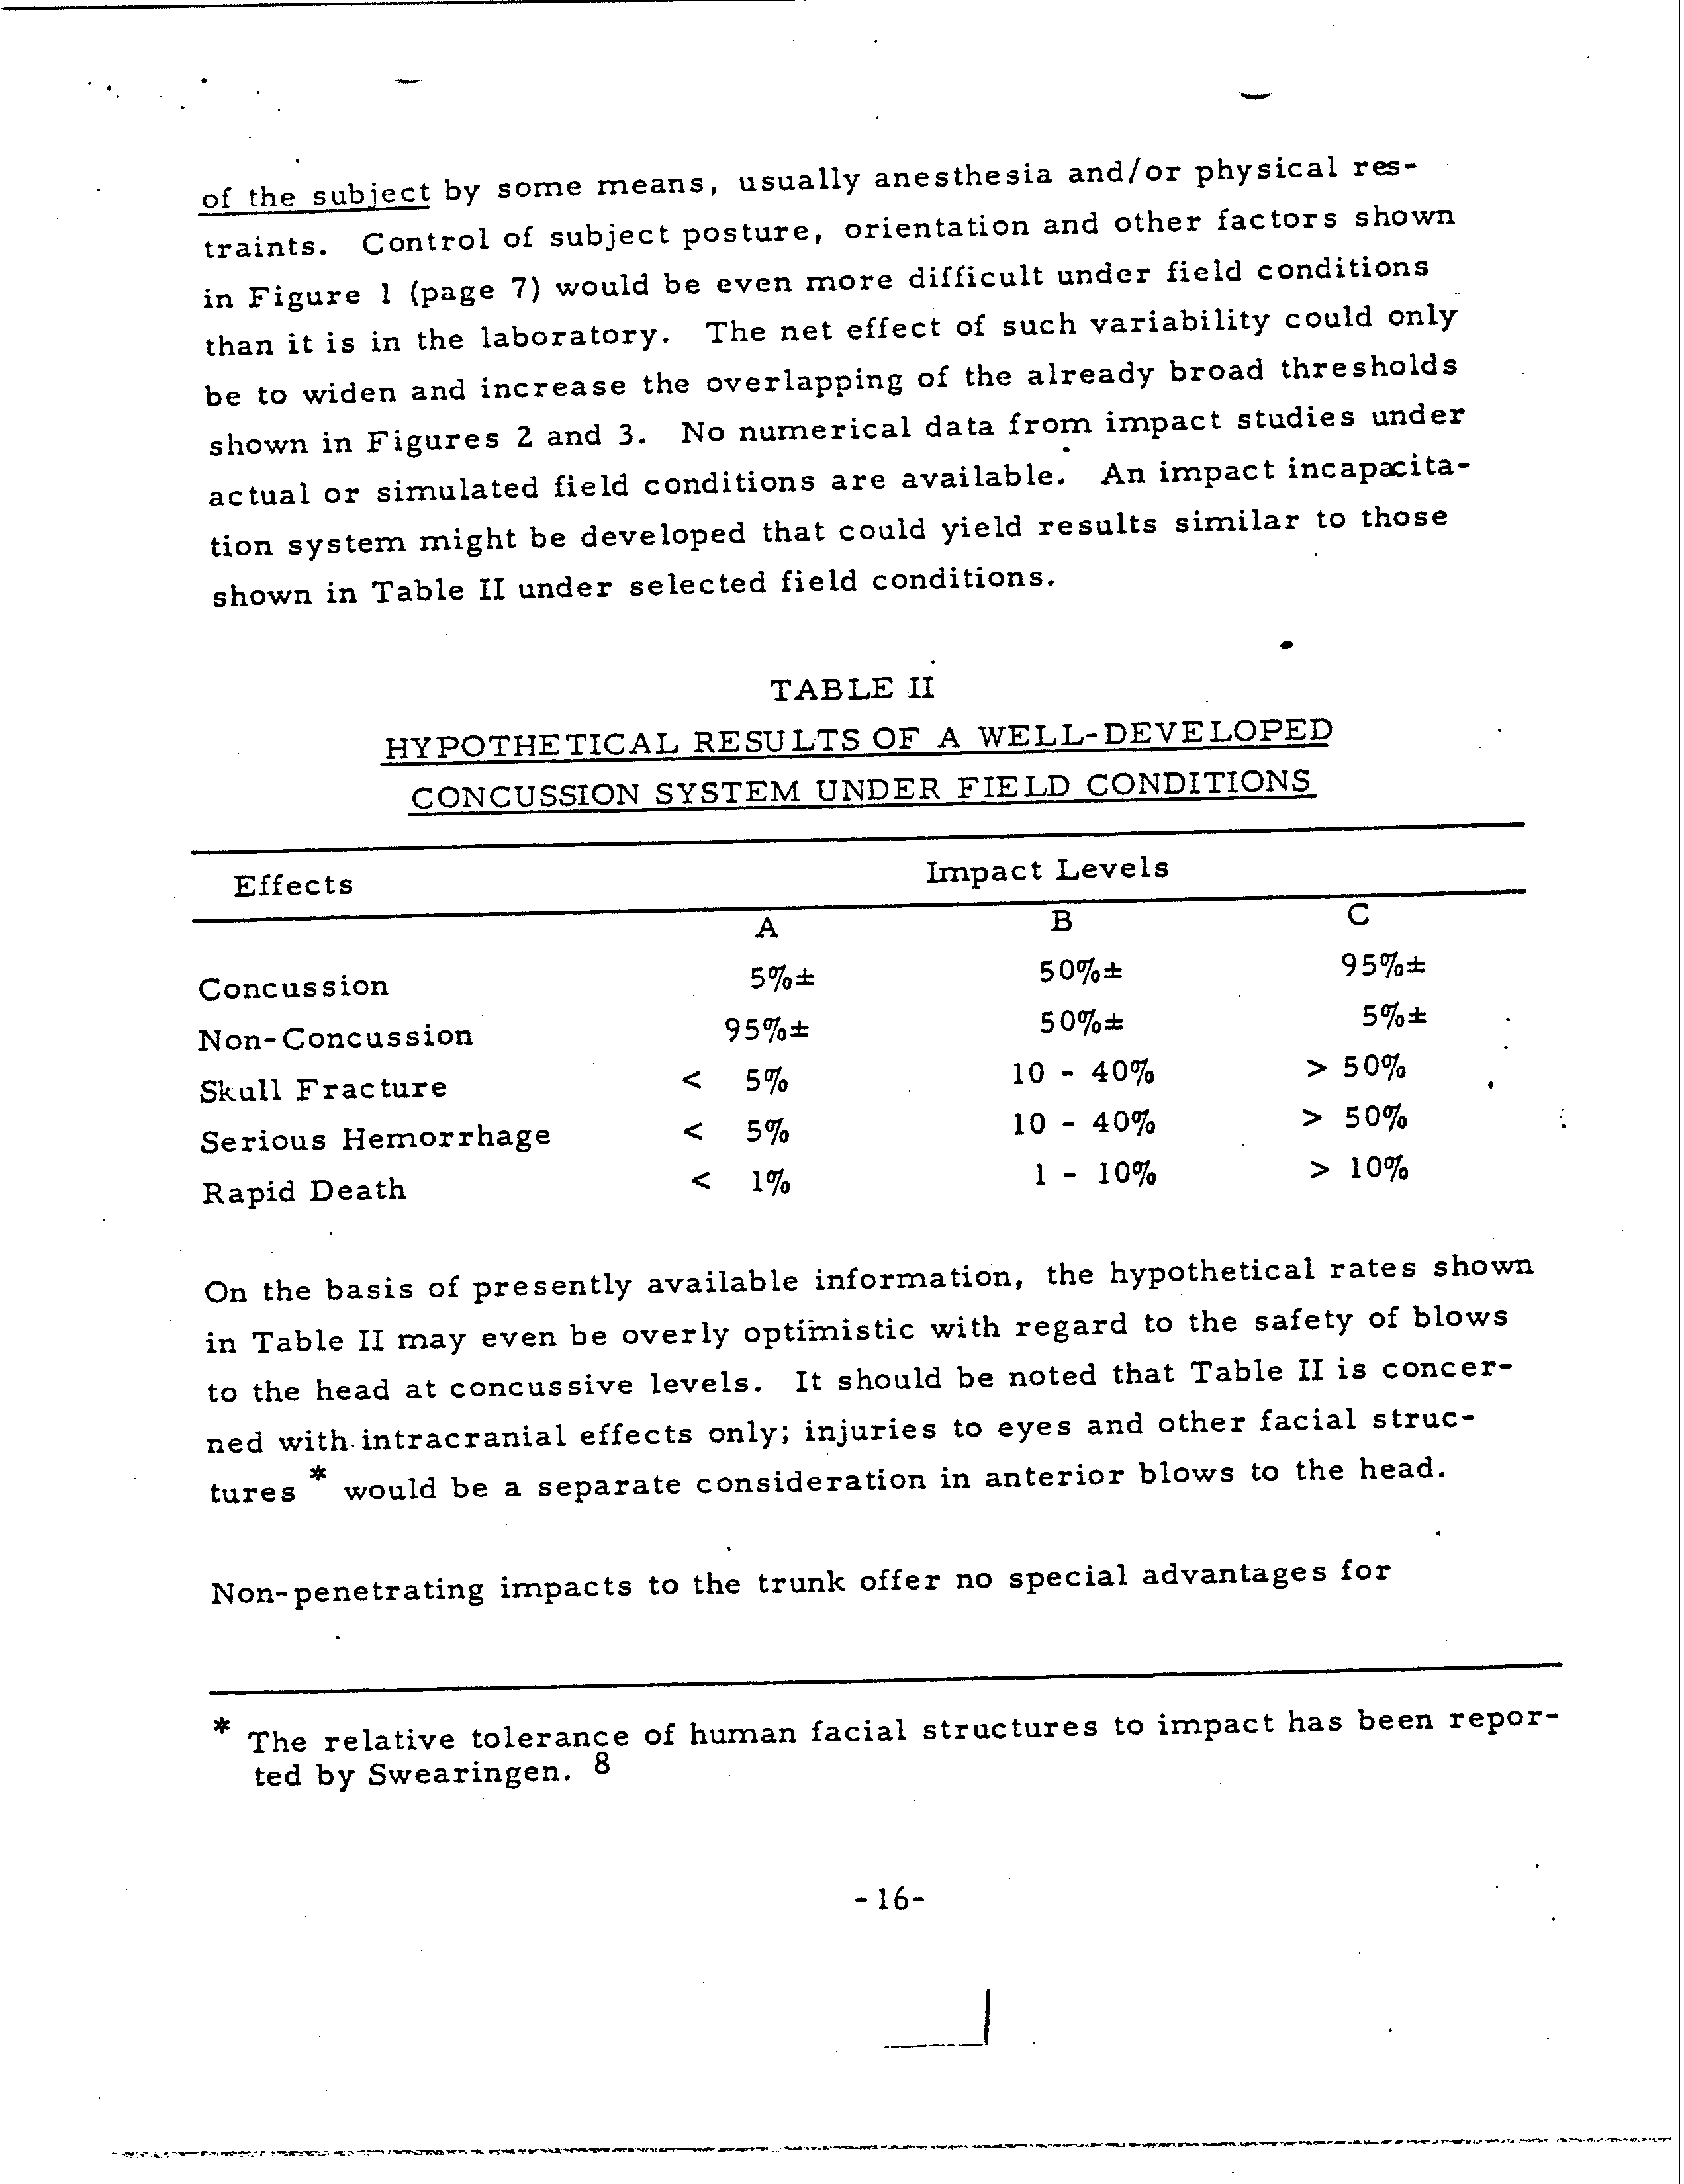 of the subject by some means, usually anesthesia and/or physical res-
traints. Control of subject posture, orientation and other factors shown
in Figure 1 (page 7) would be even more difficult under field conditions
than it is in the laboratory. The net effect of such variability could only
be to widen and increase the overlapping of the already broad thresholds
shown in Figures 2 and 3. No numerical data from impact studies under
actual or simulated field conditions are available. An impact incapacita-
tion system might be developed that could yield results similar to those
shown in Table II under selected field conditions.
TABLE II
HYPOTHETICAL RESULTS OF A WELL-DEVELOPED
CONCUSSION SYSTEM UNDER FIELD CONDITIONS
Effects Impact Levels
A B C
Concussion 5%± 50%± 95%±
Non-Concussion 95%± 50%± 5%±
Skull Fracture < 5% 10 - 40% > 50%
Serious Hemorrhage < 5% 10 - 40% > 50%
Rapid Death < 1% 1 - 10% > 10%
On the basis of presently available information, the hypothetical rates shown
in Table II may even be overly optimistic with regard to the safety of blows
to the head at concussive levels. It should be noted that Table II is concer-
ned with intracranial effects only; injuries to eyes and other facial struc-
tures * would be a separate consideration in anterior blows to the head.
Non-penetrating impacts to the trunk offer no special advantages for
* The relative tolerance of human facial structures to impact has been repor-
ted by Swearingen. 8
-16-